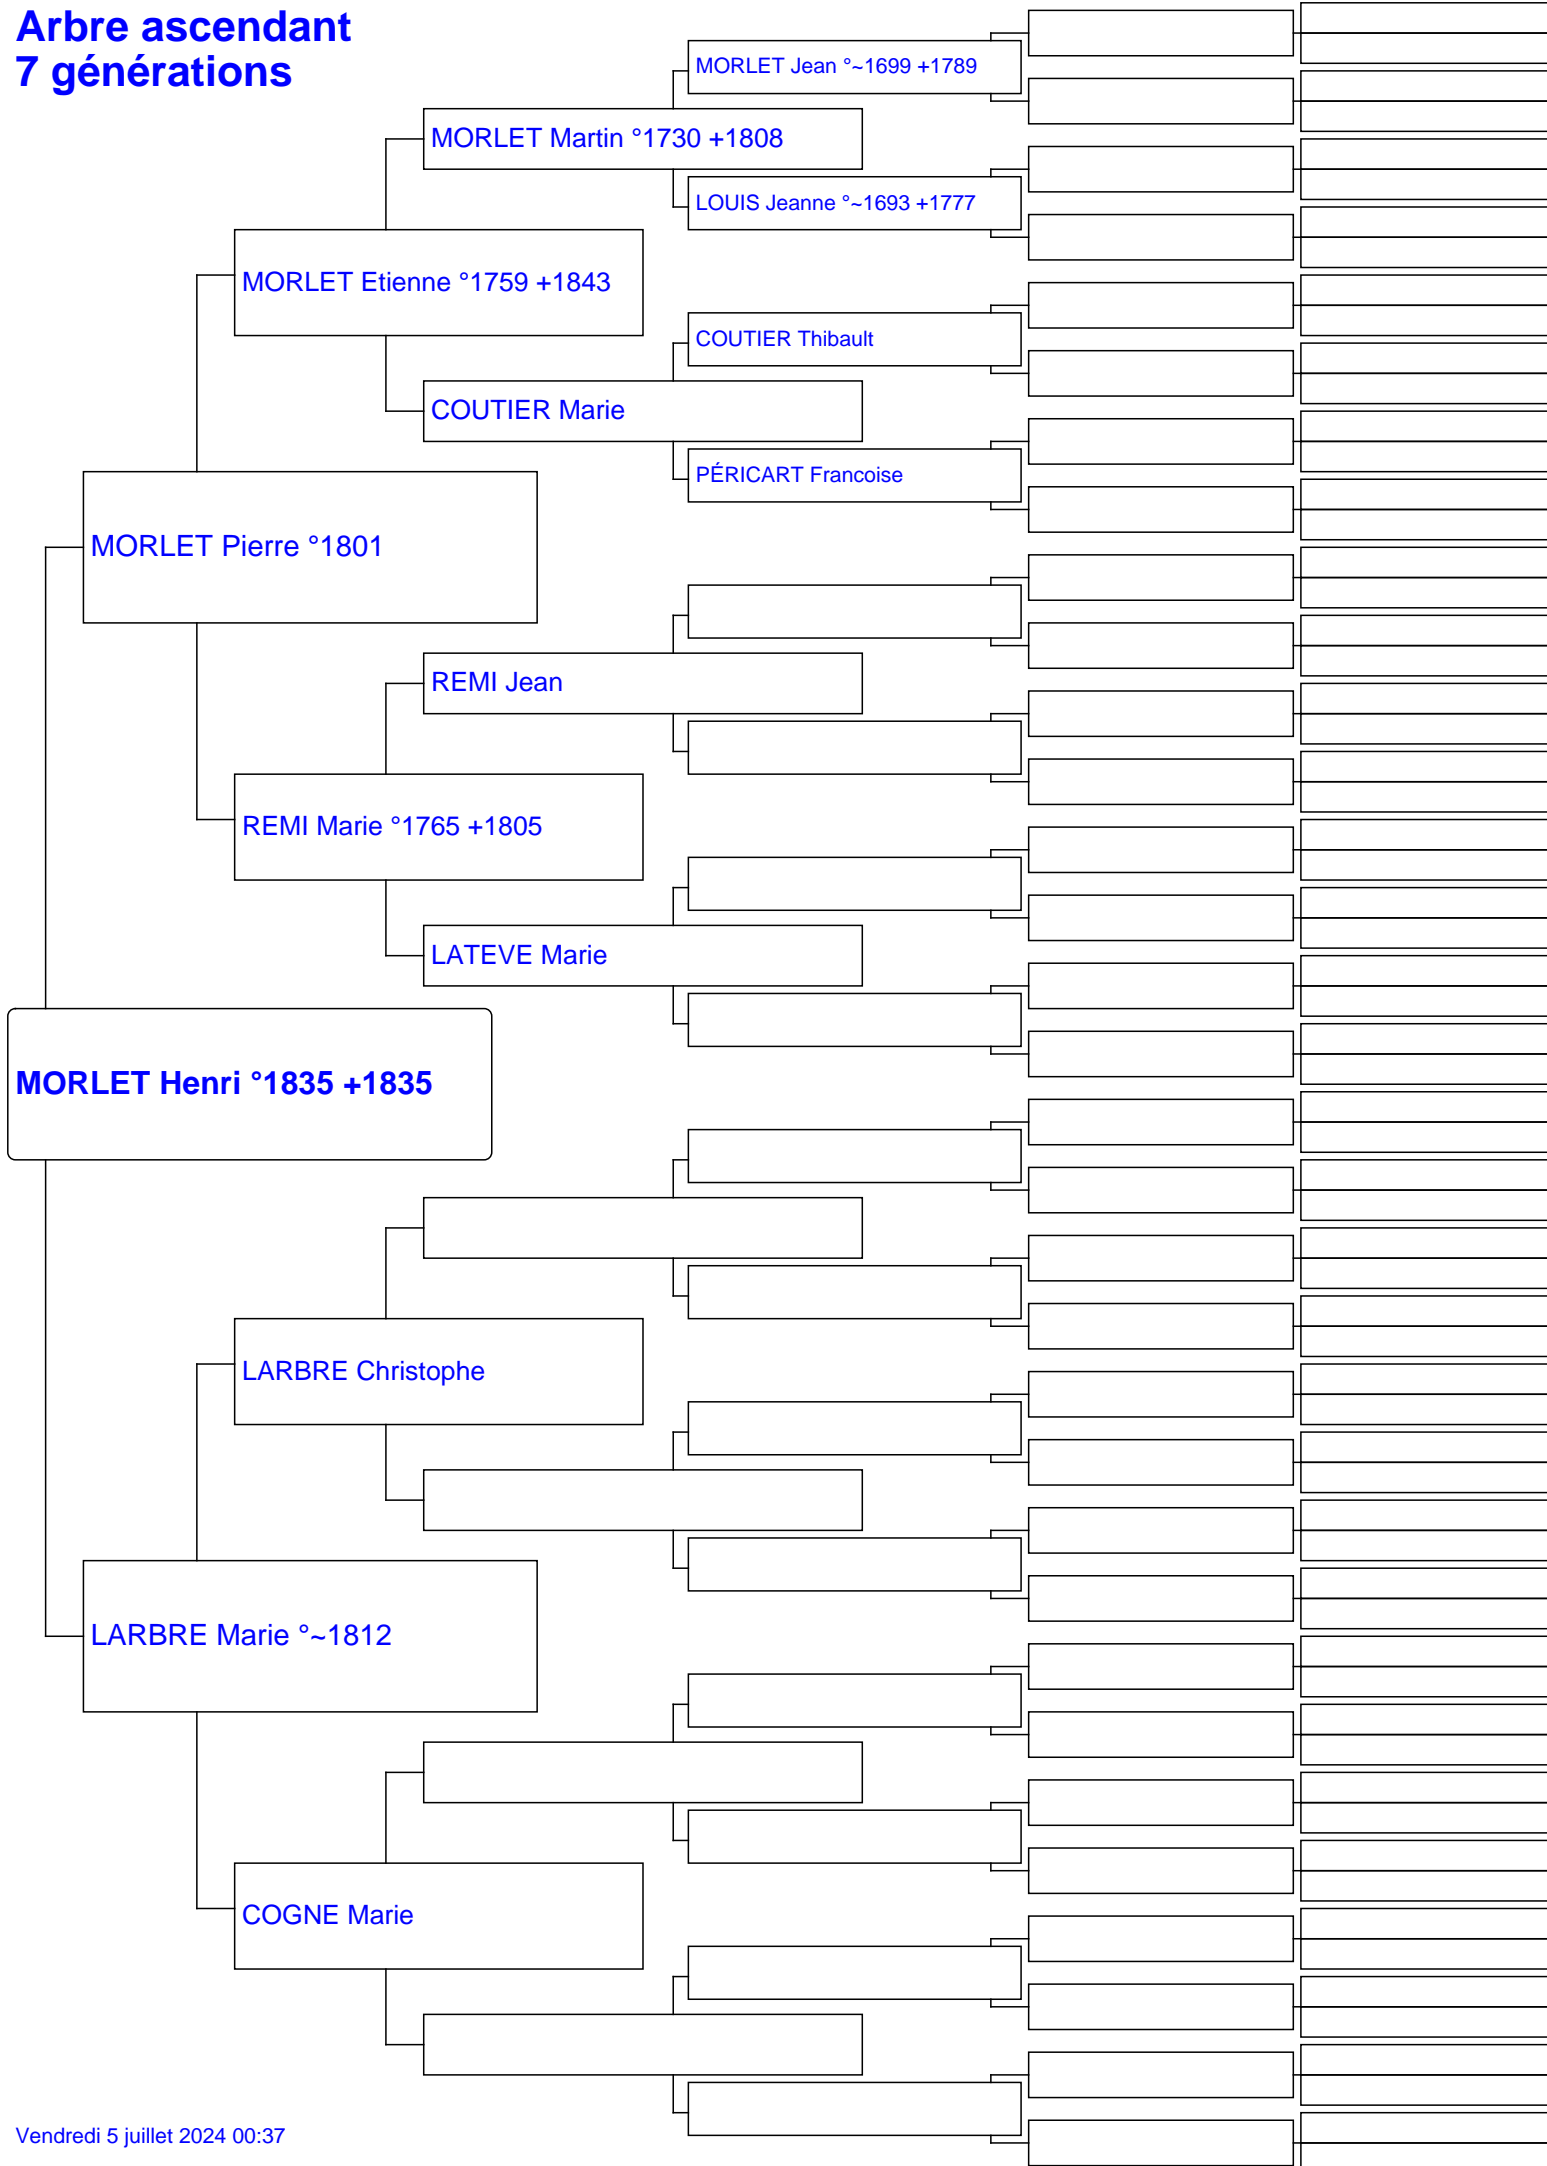 Arbre ascendant
7 générations
MORLET Jean °~1699 +1789
MORLET Martin °1730 +1808
LOUIS Jeanne °~1693 +1777
MORLET Etienne °1759 +1843
COUTIER Thibault
COUTIER Marie
PÉRICART Francoise
MORLET Pierre °1801
REMI Jean
REMI Marie °1765 +1805
LATEVE Marie
MORLET Henri °1835 +1835
LARBRE Christophe
LARBRE Marie °~1812
COGNE Marie
Vendredi 5 juillet 2024 00:37